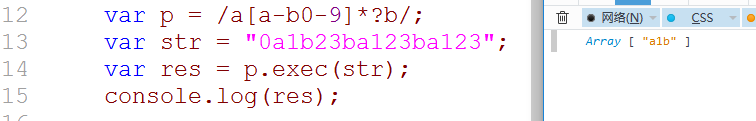 12 var p = /a[a-b0-9]*?b/;
13 var str = "0a1b23ba123ba123";
14 var res = p.exec(str);
15 console.log(res);
网络(N) CSS
Array [ "a1b" ]